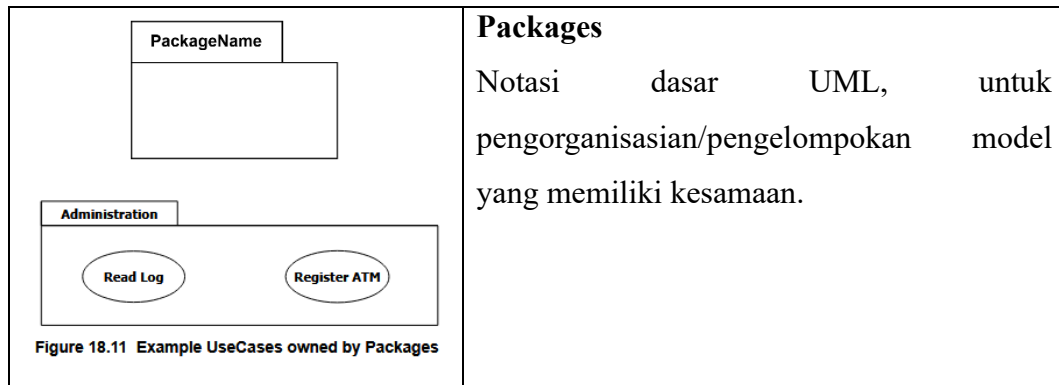 PackageName
Administration
Read Log
Register ATM
Figure 18.11 Example UseCases owned by Packages
Packages
Notasi dasar UML, untuk
pengorganisasian/pengelompokan model
yang memiliki kesamaan.